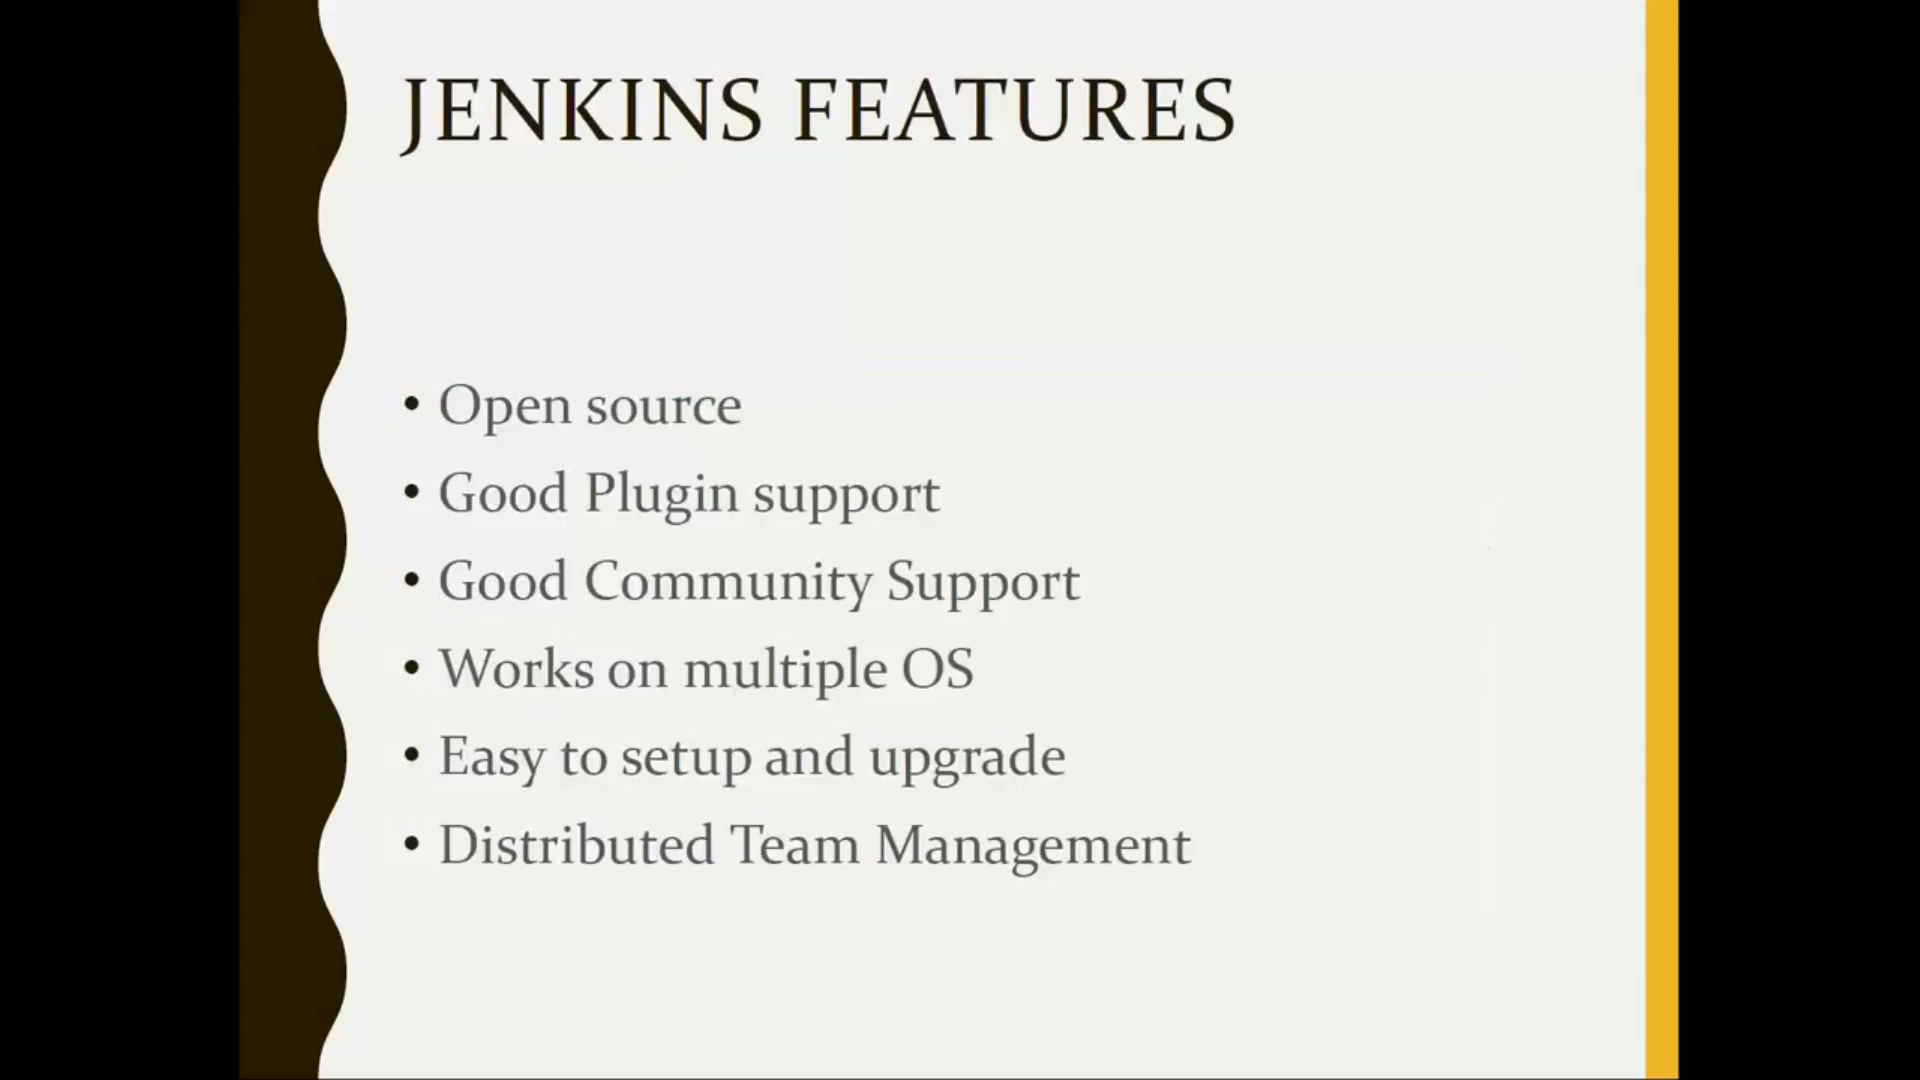 JENKINS FEATURES
• Open source
• Good Plugin support
• Good Community Support
• Works on multiple OS
• Easy to setup and upgrade
• Distributed Team Management